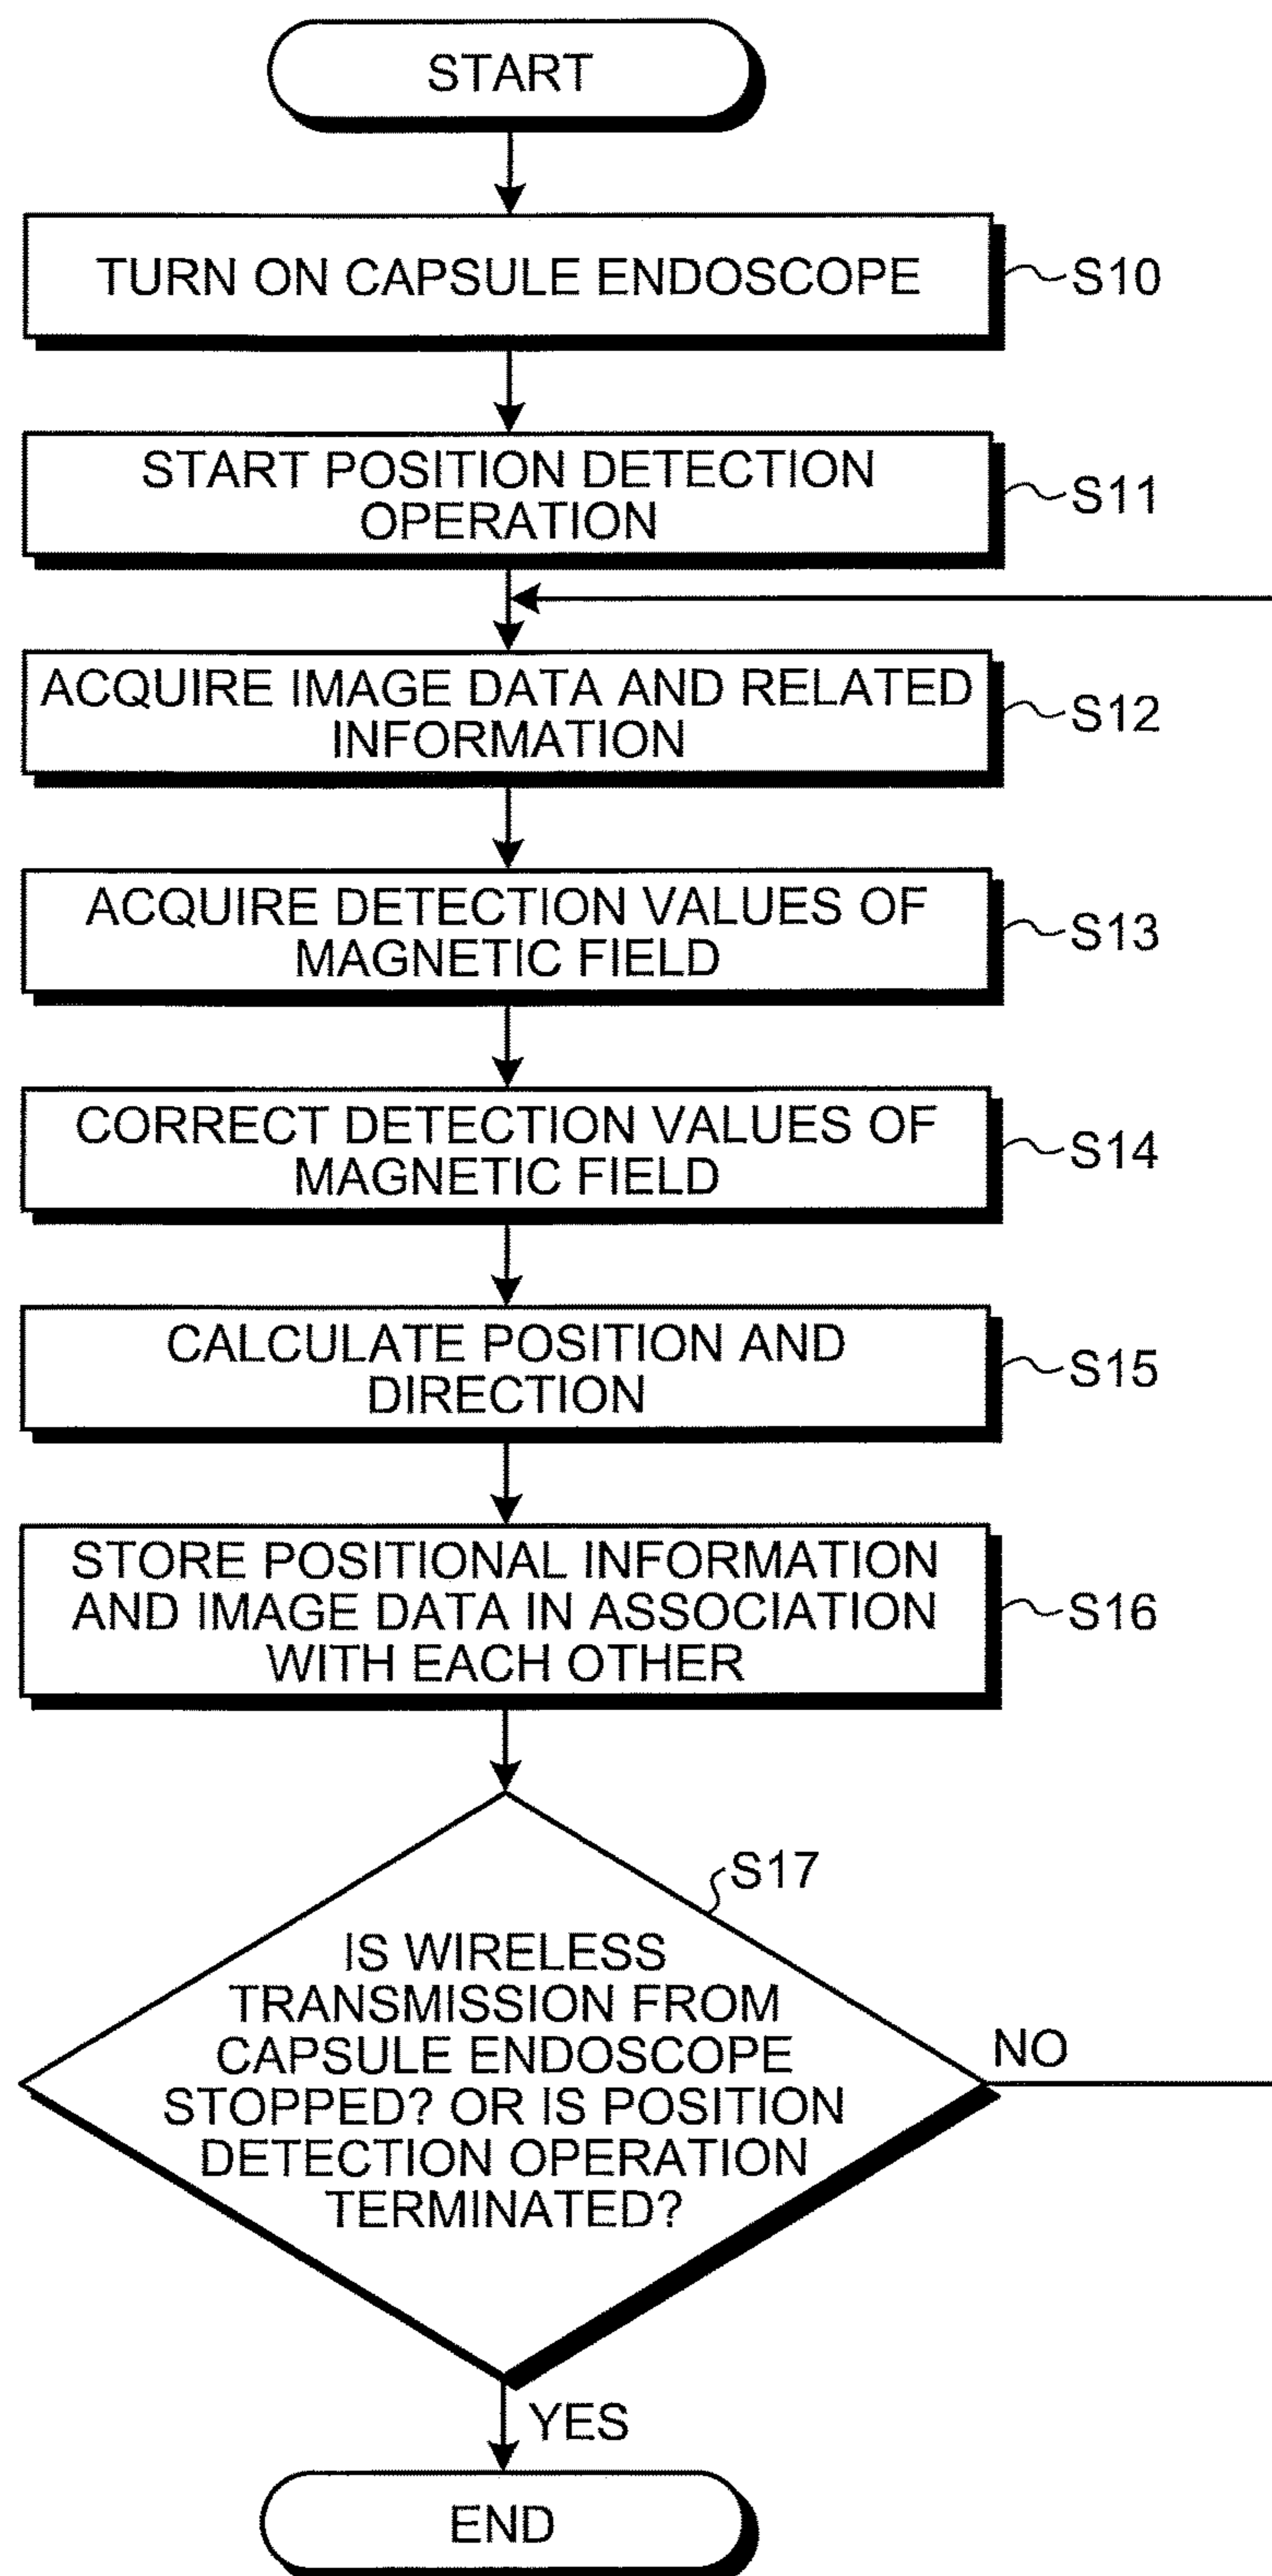 START
TURN ON CAPSULE ENDOSCOPE
S10
START POSITION DETECTION
OPERATION
S11
ACQUIRE IMAGE DATA AND RELATED
INFORMATION
S12
ACQUIRE DETECTION VALUES OF
MAGNETIC FIELD
S13
CORRECT DETECTION VALUES OF
MAGNETIC FIELD
S14
CALCULATE POSITION AND
DIRECTION
S15
STORE POSITIONAL INFORMATION
AND IMAGE DATA IN ASSOCIATION
WITH EACH OTHER
S16
S17
IS WIRELESS
TRANSMISSION FROM
CAPSULE ENDOSCOPE
STOPPED? OR IS POSITION
DETECTION OPERATION
TERMINATED?
NO
YES
END